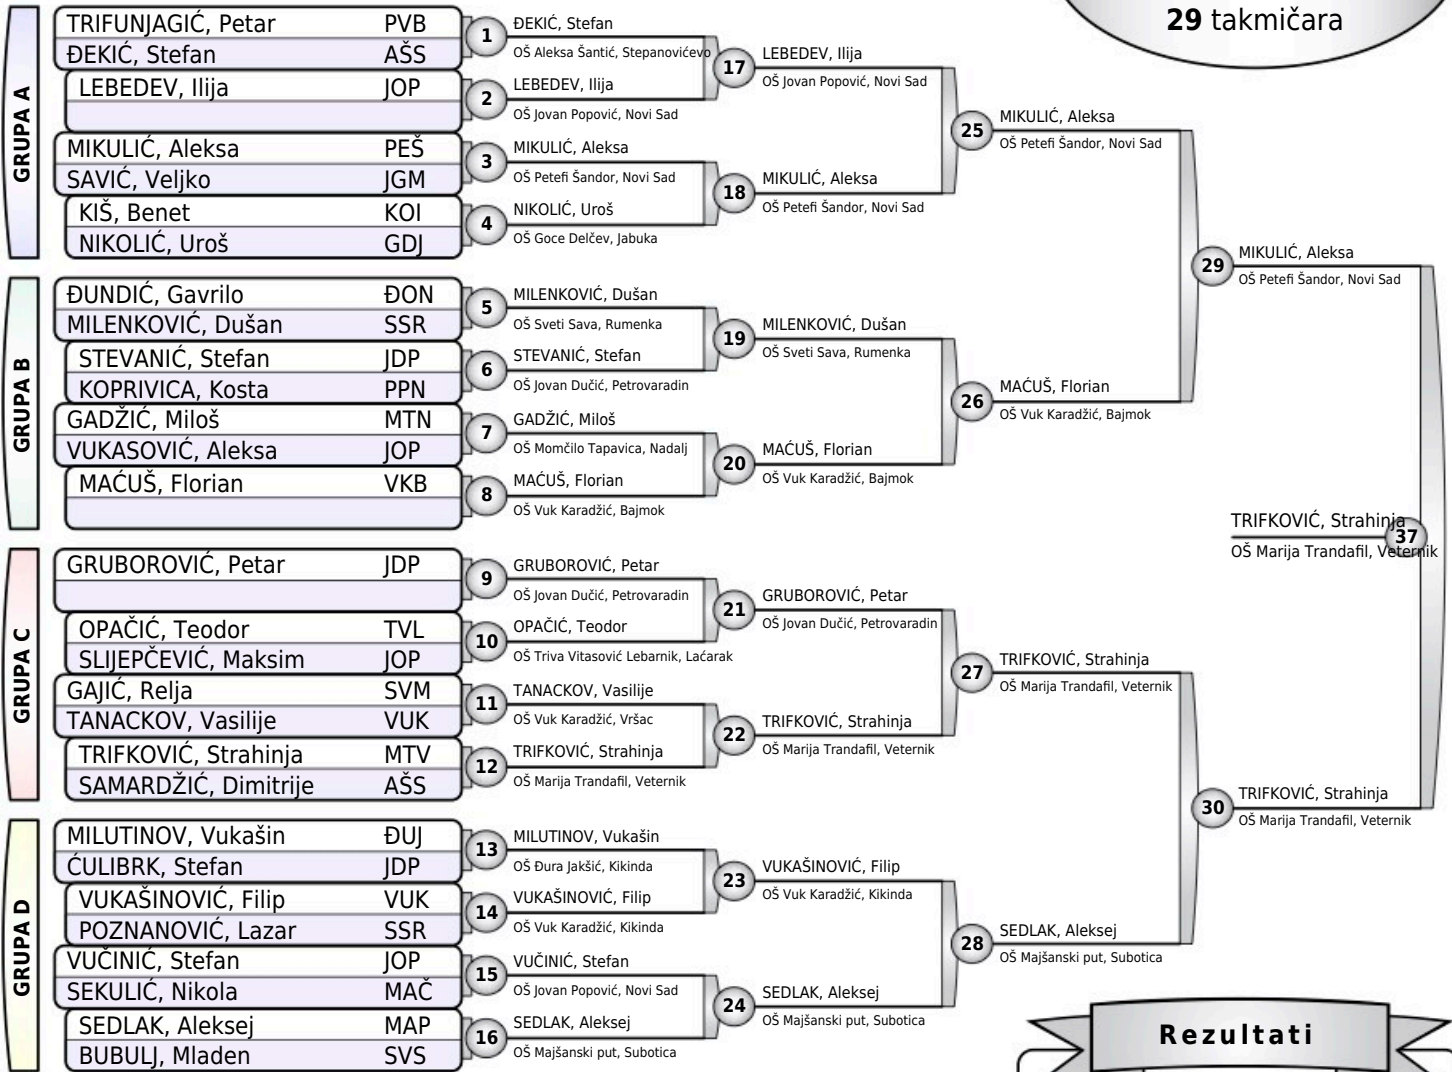 29 takmičara
GRUPA A
TRIFUNJAGIĆ, Petar PVB
ĐEKIĆ, Stefan AŠS
LEBEDEV, Ilija JOP
MIKULIĆ, Aleksa PEŠ
SAVIĆ, Veljko JGM
KIŠ, Benet KOI
NIKOLIĆ, Uroš GDJ
GRUPA B
ĐUNDIĆ, Gavrilo ĐON
MILENKOVIĆ, Dušan SSR
STEVANIĆ, Stefan JDP
KOPRIVICA, Kosta PPN
GADŽIĆ, Miloš MTN
VUKASOVIĆ, Aleksa JOP
MAĆUŠ, Florian VKB
GRUPA C
GRUBOROVIĆ, Petar JDP
OPAČIĆ, Teodor TVL
SLIJEPČEVIĆ, Maksim JOP
GAJIĆ, Relja SVM
TANACKOV, Vasilije VUK
TRIFKOVIĆ, Strahinja MTV
SAMARDŽIĆ, Dimitrije AŠS
GRUPA D
MILUTINOV, Vukašin ĐUJ
ĆULIBRK, Stefan JDP
VUKAŠINOVIĆ, Filip VUK
POZNANOVIĆ, Lazar SSR
VUČINIĆ, Stefan JOP
SEKULIĆ, Nikola MAČ
SEDLAK, Aleksej MAP
BUBULJ, Mladen SVS
1 ĐEKIĆ, Stefan
OŠ Aleksa Šantić, Stepanovićevo
2 LEBEDEV, Ilija
OŠ Jovan Popović, Novi Sad
3 MIKULIĆ, Aleksa
OŠ Petefi Šandor, Novi Sad
4 NIKOLIĆ, Uroš
OŠ Goce Delčev, Jabuka
5 MILENKOVIĆ, Dušan
OŠ Sveti Sava, Rumenka
6 STEVANIĆ, Stefan
OŠ Jovan Dučić, Petrovaradin
7 GADŽIĆ, Miloš
OŠ Momčilo Tapavica, Nadalj
8 MAĆUŠ, Florian
OŠ Vuk Karadžić, Bajmok
9 GRUBOROVIĆ, Petar
OŠ Jovan Dučić, Petrovaradin
10 OPAČIĆ, Teodor
OŠ Triva Vitasović Lebarnik, Laćarak
11 TANACKOV, Vasilije
OŠ Vuk Karadžić, Vršac
12 TRIFKOVIĆ, Strahinja
OŠ Marija Trandafil, Veternik
13 MILUTINOV, Vukašin
OŠ Đura Jakšić, Kikinda
14 VUKAŠINOVIĆ, Filip
OŠ Vuk Karadžić, Kikinda
15 VUČINIĆ, Stefan
OŠ Jovan Popović, Novi Sad
16 SEDLAK, Aleksej
OŠ Majšanski put, Subotica
17 LEBEDEV, Ilija
OŠ Jovan Popović, Novi Sad
18 MIKULIĆ, Aleksa
OŠ Petefi Šandor, Novi Sad
19 MILENKOVIĆ, Dušan
OŠ Sveti Sava, Rumenka
20 MAĆUŠ, Florian
OŠ Vuk Karadžić, Bajmok
21 GRUBOROVIĆ, Petar
OŠ Jovan Dučić, Petrovaradin
22 TRIFKOVIĆ, Strahinja
OŠ Marija Trandafil, Veternik
23 VUKAŠINOVIĆ, Filip
OŠ Vuk Karadžić, Kikinda
24 SEDLAK, Aleksej
OŠ Majšanski put, Subotica
25 MIKULIĆ, Aleksa
OŠ Petefi Šandor, Novi Sad
26 MAĆUŠ, Florian
OŠ Vuk Karadžić, Bajmok
27 TRIFKOVIĆ, Strahinja
OŠ Marija Trandafil, Veternik
28 SEDLAK, Aleksej
OŠ Majšanski put, Subotica
29 MIKULIĆ, Aleksa
OŠ Petefi Šandor, Novi Sad
30 TRIFKOVIĆ, Strahinja
OŠ Marija Trandafil, Veternik
TRIFKOVIĆ, Strahinja 37
OŠ Marija Trandafil, Veternik
Rezultati